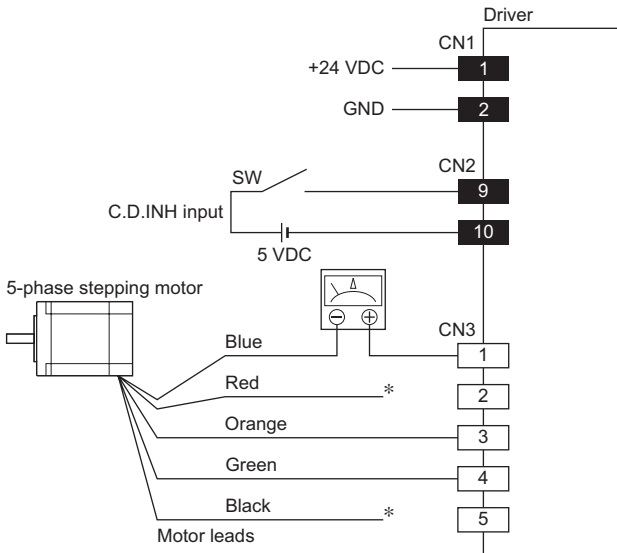 Driver
CN1
+24 VDC
1
GND
2
CN2
SW
9
C.D.INH input
10
5 VDC
5-phase stepping motor
CN3
Blue
1
Red
*
2
Orange
3
Green
4
Black
*
5
Motor leads